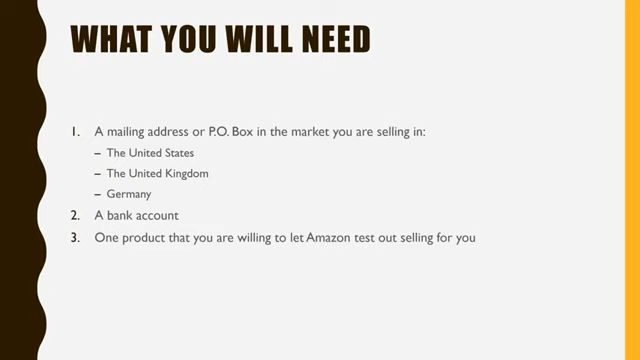 WHAT YOU WILL NEED
1. A mailing address or P.O. Box in the market you are selling in:
– The United States
– The United Kingdom
– Germany
2. A bank account
3. One product that you are willing to let Amazon test out selling for you